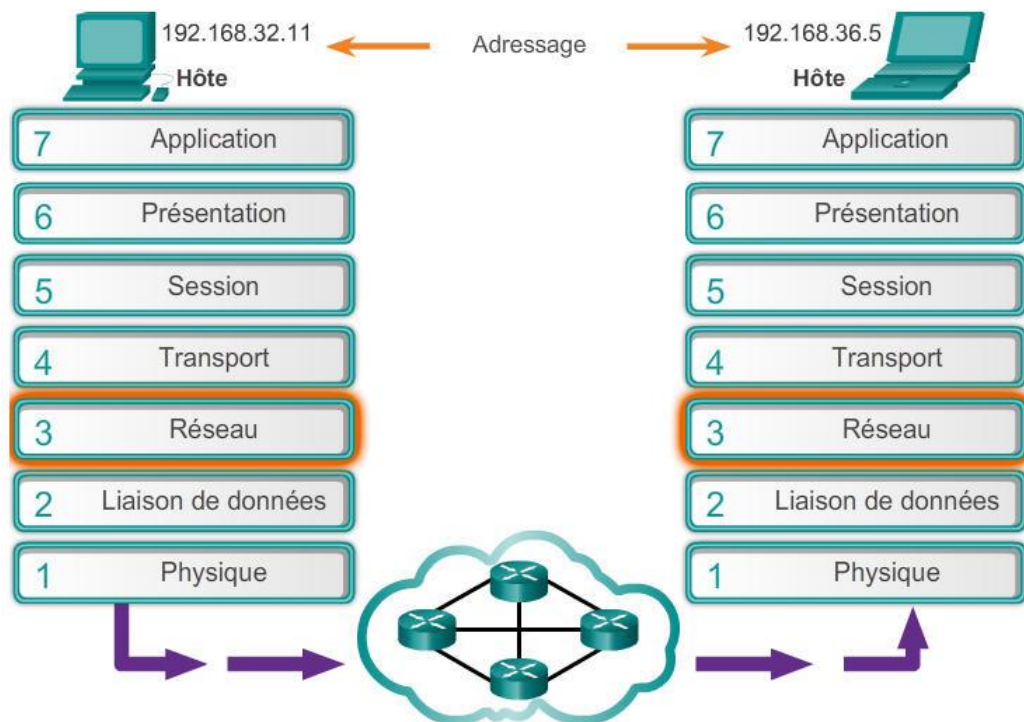 192.168.32.11
Adressage
192.168.36.5
Hôte
Hôte
7 Application
6 Présentation
5 Session
4 Transport
3 Réseau
2 Liaison de données
1 Physique
7 Application
6 Présentation
5 Session
4 Transport
3 Réseau
2 Liaison de données
1 Physique